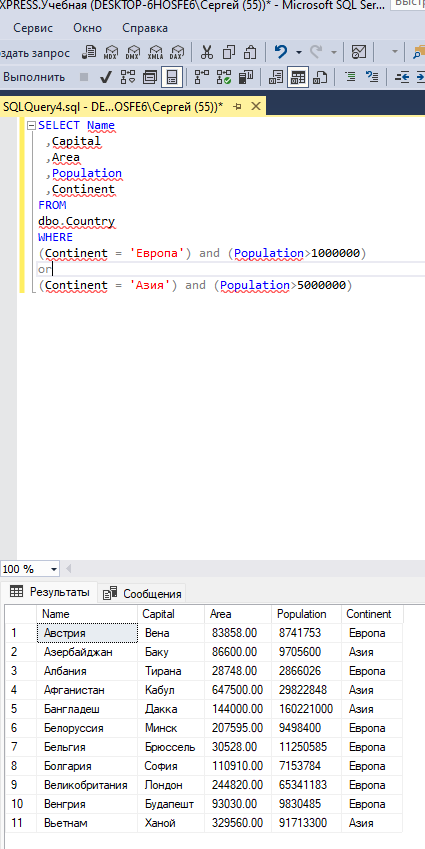 XPRESS.Учебная (DESKTOP-6HOSFE6\Сергей (55))* - Microsoft SQL Ser...
Быстр
Сервис Окно Справка
оздать запрос MDX DMX XMLA DAX
Выполнить
SQLQuery4.sql - DE...OSFE6\Сергей (55))*
SELECT Name
,Capital
,Area
,Population
,Continent
FROM
dbo.Country
WHERE
(Continent = 'Европа') and (Population>1000000)
or
(Continent = 'Азия') and (Population>5000000)
100 %
Результаты Сообщения
Name Capital Area Population Continent
1 Австрия Вена 83858.00 8741753 Европа
2 Азербайджан Баку 86600.00 9705600 Азия
3 Албания Тирана 28748.00 2866026 Европа
4 Афганистан Кабул 647500.00 29822848 Азия
5 Бангладеш Дакка 144000.00 160221000 Азия
6 Белоруссия Минск 207595.00 9498400 Европа
7 Бельгия Брюссель 30528.00 11250585 Европа
8 Болгария София 110910.00 7153784 Европа
9 Великобритания Лондон 244820.00 65341183 Европа
10 Венгрия Будапешт 93030.00 9830485 Европа
11 Вьетнам Ханой 329560.00 91713300 Азия